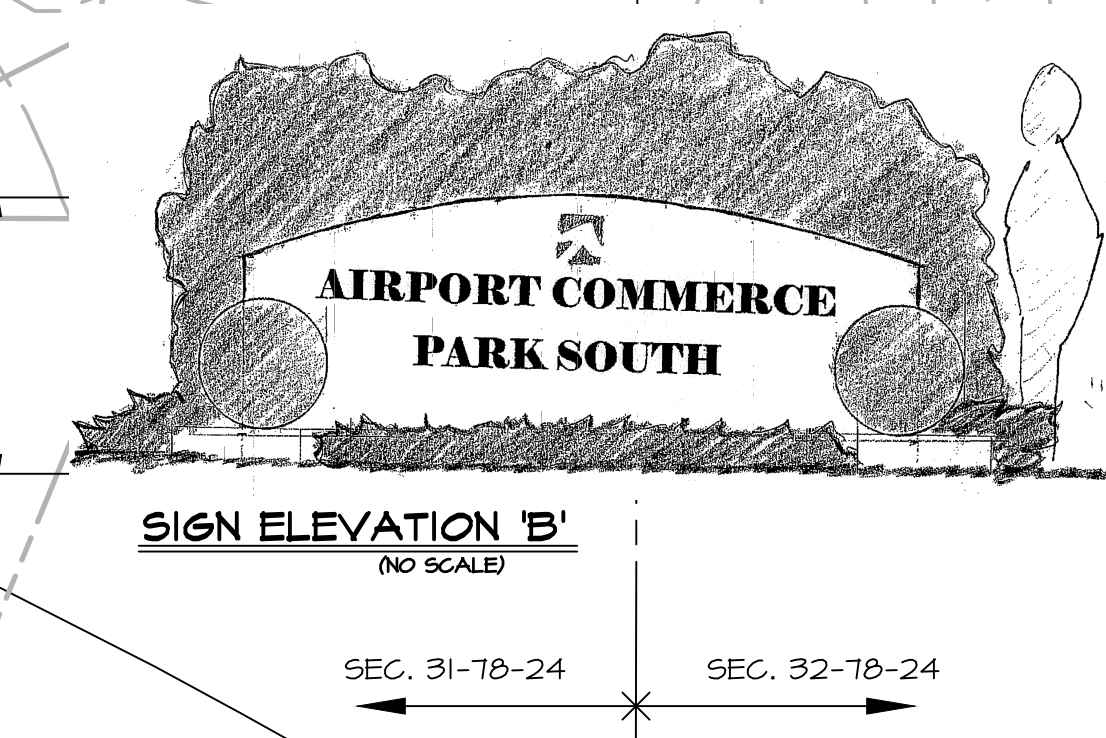 AIRPORT COMMERCE
PARK SOUTH
SIGN ELEVATION 'B'
(NO SCALE)
SEC. 31-78-24
SEC. 32-78-24